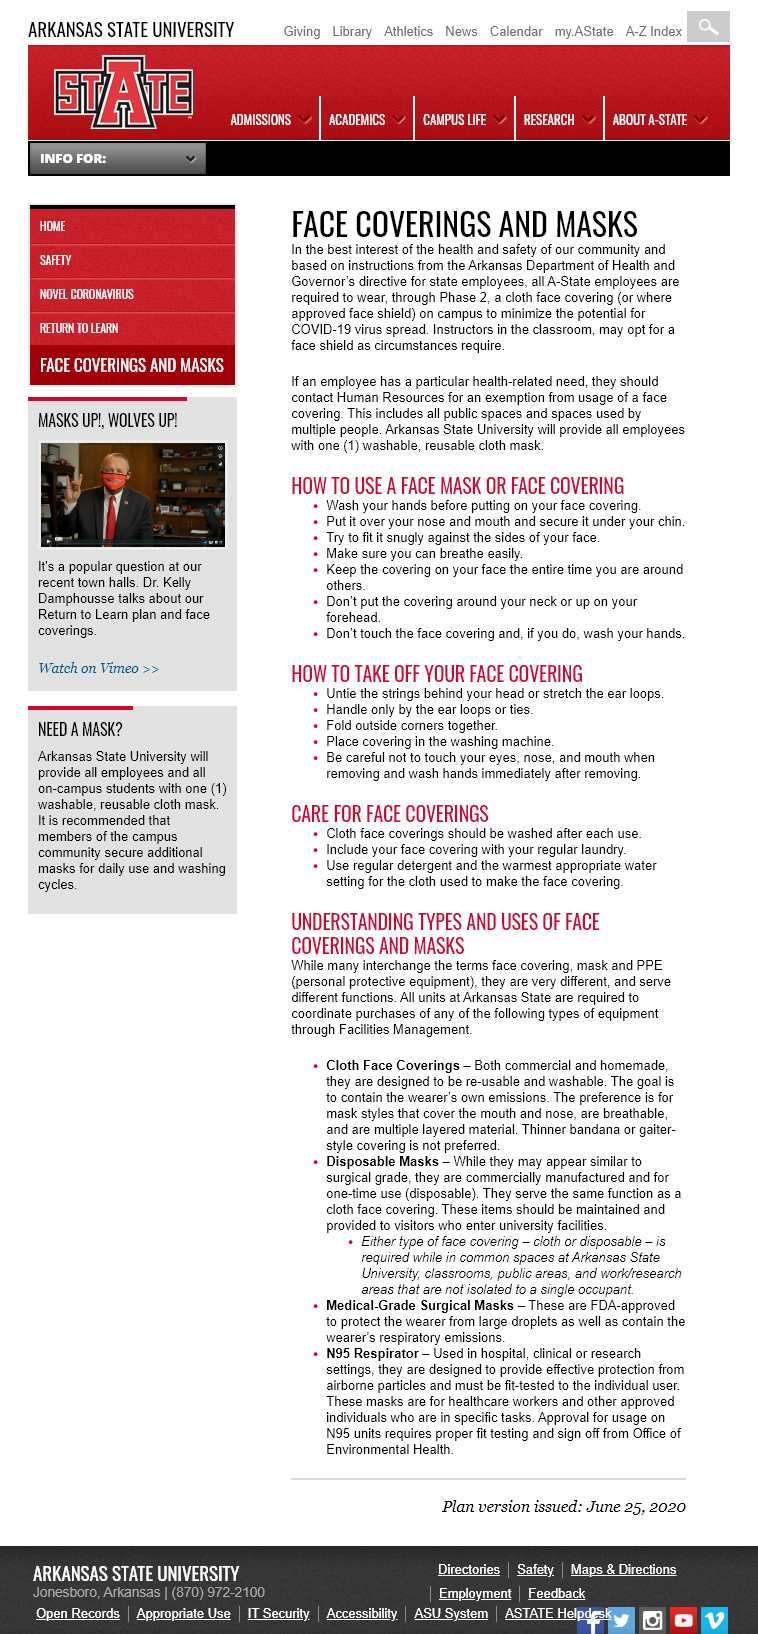 ARKANSAS STATE UNIVERSITY
Giving Library Athletics News Calendar my.AState A-Z Index
STATE
ADMISSIONS ACADEMICS CAMPUS LIFE RESEARCH ABOUT A-STATE
INFO FOR:
HOME
SAFETY
NOVEL CORONAVIRUS
RETURN TO LEARN
FACE COVERINGS AND MASKS
MASKS UP!, WOLVES UP!
It's a popular question at our
recent town halls. Dr. Kelly
Damphousse talks about our
Return to Learn plan and face
coverings.
Watch on Vimeo >>
NEED A MASK?
Arkansas State University will
provide all employees and all
on-campus students with one (1)
washable, reusable cloth mask.
It is recommended that
members of the campus
community secure additional
masks for daily use and washing
cycles.
FACE COVERINGS AND MASKS
In the best interest of the health and safety of our community and
based on instructions from the Arkansas Department of Health and
Governor's directive for state employees, all A-State employees are
required to wear, through Phase 2, a cloth face covering (or where
approved face shield) on campus to minimize the potential for
COVID-19 virus spread. Instructors in the classroom, may opt for a
face shield as circumstances require.
If an employee has a particular health-related need, they should
contact Human Resources for an exemption from usage of a face
covering. This includes all public spaces and spaces used by
multiple people. Arkansas State University will provide all employees
with one (1) washable, reusable cloth mask.
HOW TO USE A FACE MASK OR FACE COVERING
• Wash your hands before putting on your face covering.
• Put it over your nose and mouth and secure it under your chin.
• Try to fit it snugly against the sides of your face.
• Make sure you can breathe easily.
• Keep the covering on your face the entire time you are around
others.
• Don't put the covering around your neck or up on your
forehead.
• Don't touch the face covering and, if you do, wash your hands.
HOW TO TAKE OFF YOUR FACE COVERING
• Untie the strings behind your head or stretch the ear loops.
• Handle only by the ear loops or ties.
• Fold outside corners together.
• Place covering in the washing machine.
• Be careful not to touch your eyes, nose, and mouth when
removing and wash hands immediately after removing.
CARE FOR FACE COVERINGS
• Cloth face coverings should be washed after each use.
• Include your face covering with your regular laundry.
• Use regular detergent and the warmest appropriate water
setting for the cloth used to make the face covering.
UNDERSTANDING TYPES AND USES OF FACE
COVERINGS AND MASKS
While many interchange the terms face covering, mask and PPE
(personal protective equipment), they are very different, and serve
different functions. All units at Arkansas State are required to
coordinate purchases of any of the following types of equipment
through Facilities Management.
• Cloth Face Coverings – Both commercial and homemade,
they are designed to be re-usable and washable. The goal is
to contain the wearer's own emissions. The preference is for
mask styles that cover the mouth and nose, are breathable,
and are multiple layered material. Thinner bandana or gaiter-
style covering is not preferred.
• Disposable Masks – While they may appear similar to
surgical grade, they are commercially manufactured and for
one-time use (disposable). They serve the same function as a
cloth face covering. These items should be maintained and
provided to visitors who enter university facilities.
• Either type of face covering – cloth or disposable – is
required while in common spaces at Arkansas State
University, classrooms, public areas, and work/research
areas that are not isolated to a single occupant.
• Medical-Grade Surgical Masks – These are FDA-approved
to protect the wearer from large droplets as well as contain the
wearer's respiratory emissions.
• N95 Respirator – Used in hospital, clinical or research
settings, they are designed to provide effective protection from
airborne particles and must be fit-tested to the individual user.
These masks are for healthcare workers and other approved
individuals who are in specific tasks. Approval for usage on
N95 units requires proper fit testing and sign off from Office of
Environmental Health.
Plan version issued: June 25, 2020
ARKANSAS STATE UNIVERSITY
Jonesboro, Arkansas | (870) 972-2100
Directories | Safety | Maps & Directions
| Employment | Feedback
Open Records | Appropriate Use | IT Security | Accessibility | ASU System | ASTATE Helpdesk